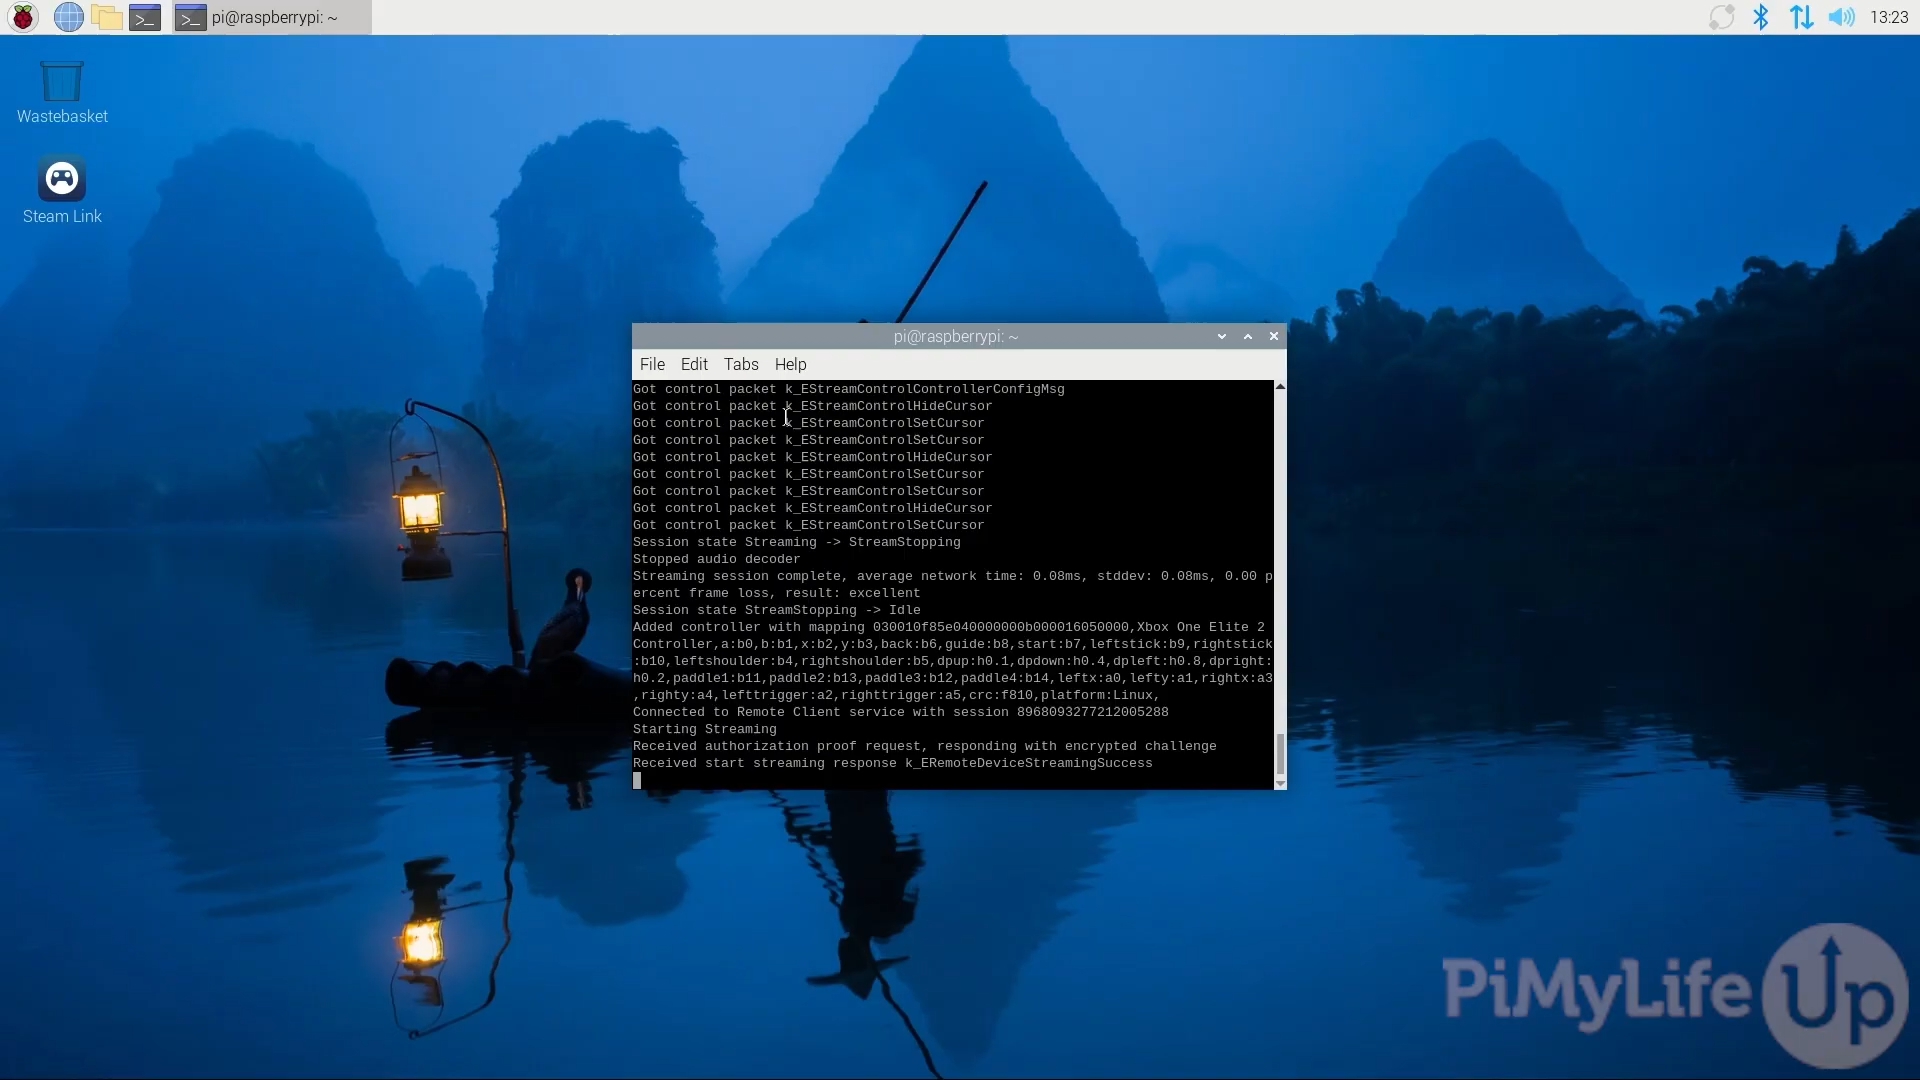 pi@raspberrypi: ~
13:23
Wastebasket
Steam Link
pi@raspberrypi: ~
File Edit Tabs Help
Got control packet k_EStreamControlControllerConfigMsg
Got control packet k_EStreamControlHideCursor
Got control packet k_EStreamControlSetCursor
Got control packet k_EStreamControlSetCursor
Got control packet k_EStreamControlHideCursor
Got control packet k_EStreamControlSetCursor
Got control packet k_EStreamControlSetCursor
Got control packet k_EStreamControlHideCursor
Got control packet k_EStreamControlSetCursor
Session state Streaming -> StreamStopping
Stopped audio decoder
Streaming session complete, average network time: 0.08ms, stddev: 0.08ms, 0.00 p
ercent frame loss, result: excellent
Session state StreamStopping -> Idle
Added controller with mapping 030010f85e040000000b000016050000,Xbox One Elite 2
Controller,a:b0,b:b1,x:b2,y:b3,back:b6,guide:b8,start:b7,leftstick:b9,rightstick
:b10,leftshoulder:b4,rightshoulder:b5,dpup:h0.1,dpdown:h0.4,dpleft:h0.8,dpright:
h0.2,paddle1:b11,paddle2:b13,paddle3:b12,paddle4:b14,leftx:a0,lefty:a1,rightx:a3
,righty:a4,lefttrigger:a2,righttrigger:a5,crc:f810,platform:Linux,
Connected to Remote Client service with session 8968093277212005288
Starting Streaming
Received authorization proof request, responding with encrypted challenge
Received start streaming response k_ERemoteDeviceStreamingSuccess
PiMyLifeUp